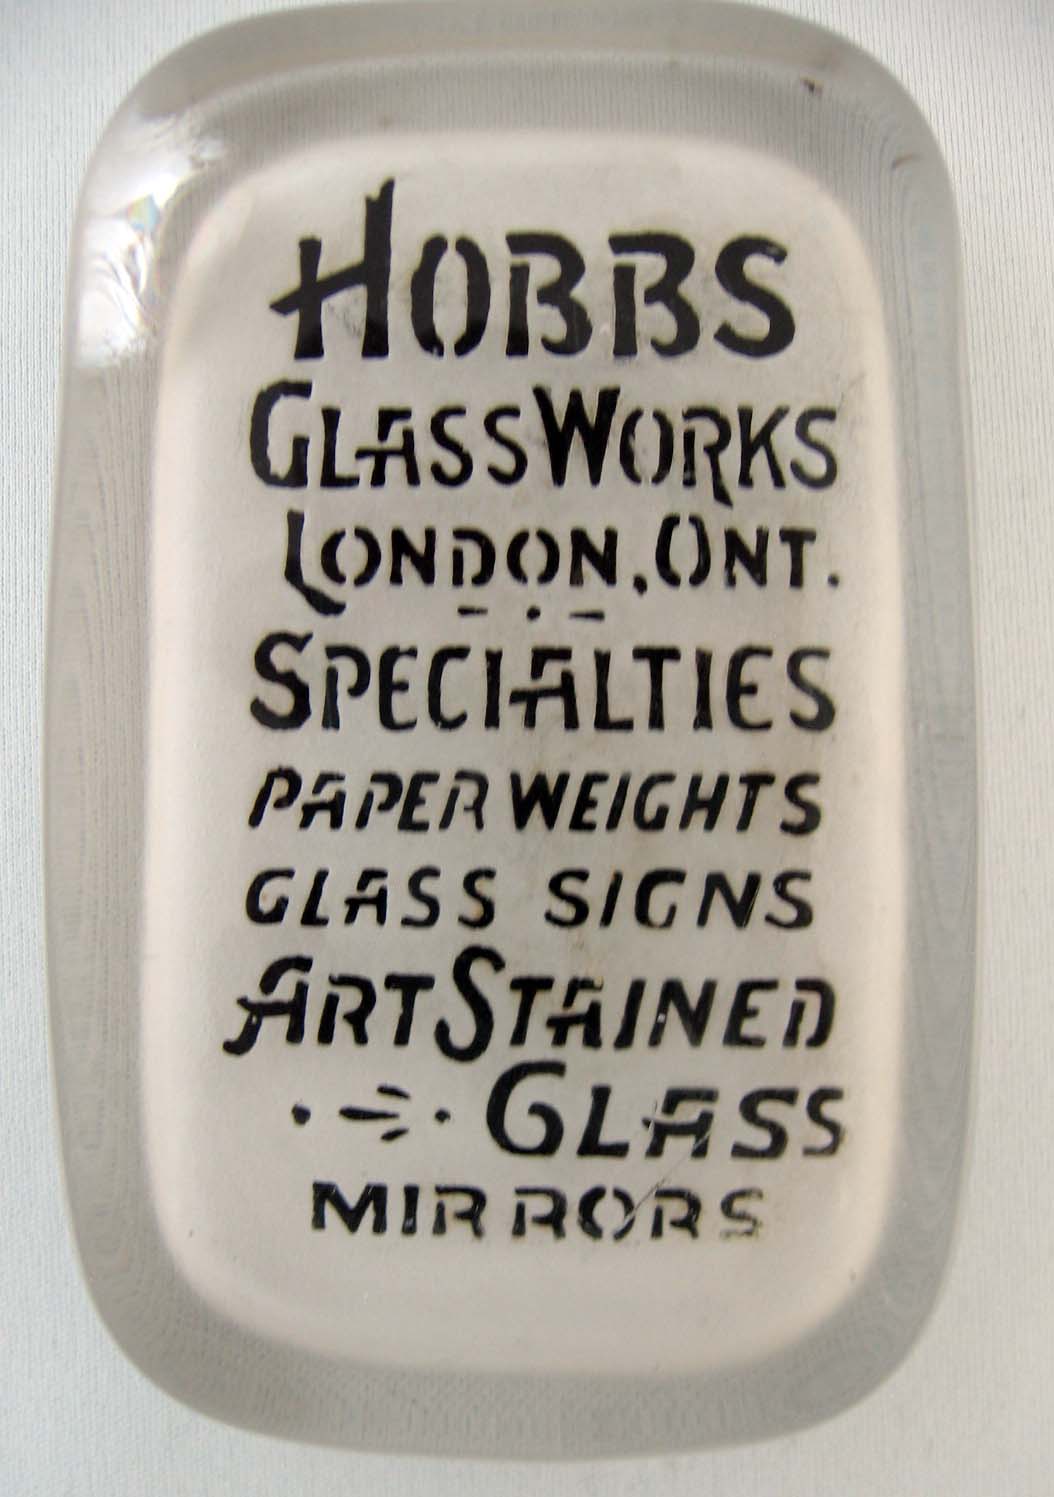 HOBBS
GLASS WORKS
LONDON, ONT.
SPECIALTIES
PAPER WEIGHTS
GLASS SIGNS
ART STAINED
GLASS
MIRRORS